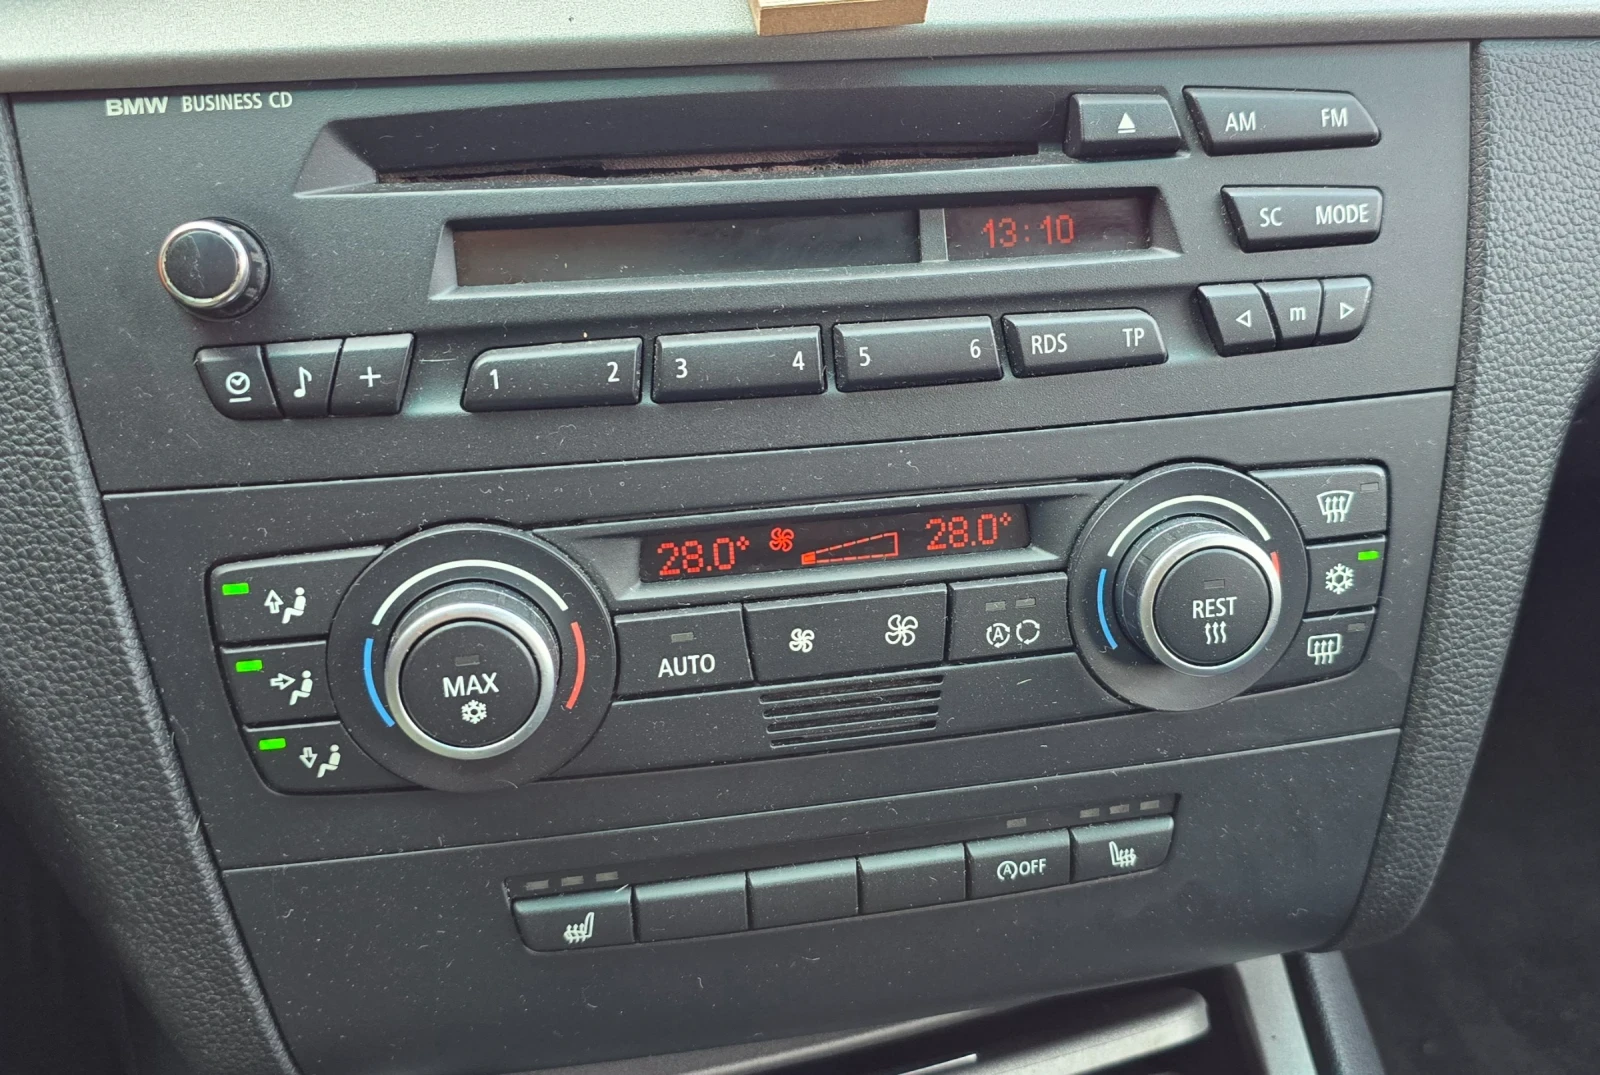 BMW BUSINESS CD
AM FM
13:10
SC MODE
m
1 2 3 4 5 6 RDS TP
28.0° 28.0°
MAX
AUTO
A
REST
A OFF